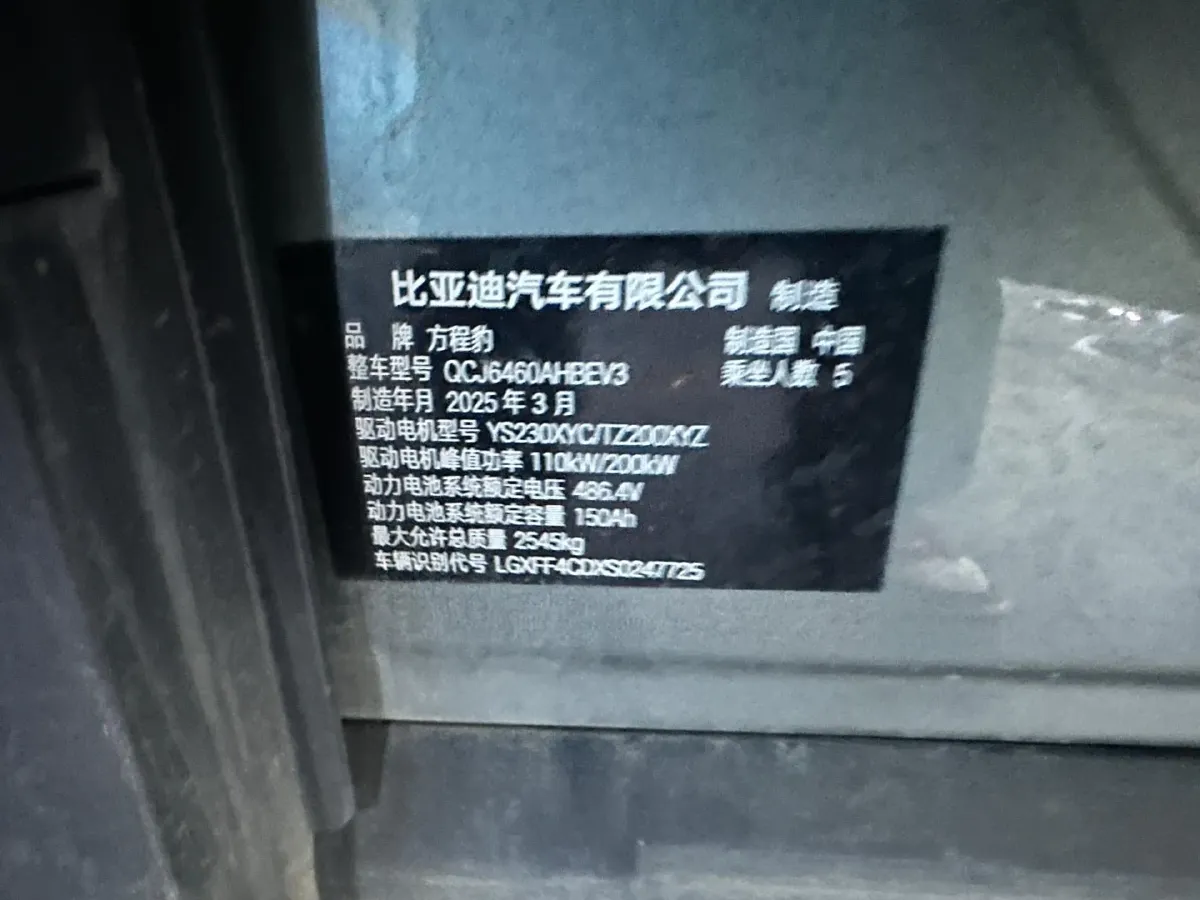 比亚迪汽车有限公司 制造
品 牌 方程豹 制造国 中国
整车型号 QCJ6460AHBEV3 乘坐人数 5
制造年月 2025年3月
驱动电机型号 YS230XYC/TZ200XYZ
驱动电机峰值功率 110kW/200kW
动力电池系统额定电压 486.4V
动力电池系统额定容量 150Ah
最大允许总质量 2545kg
车辆识别代号 LGXFF4CDXS0247725